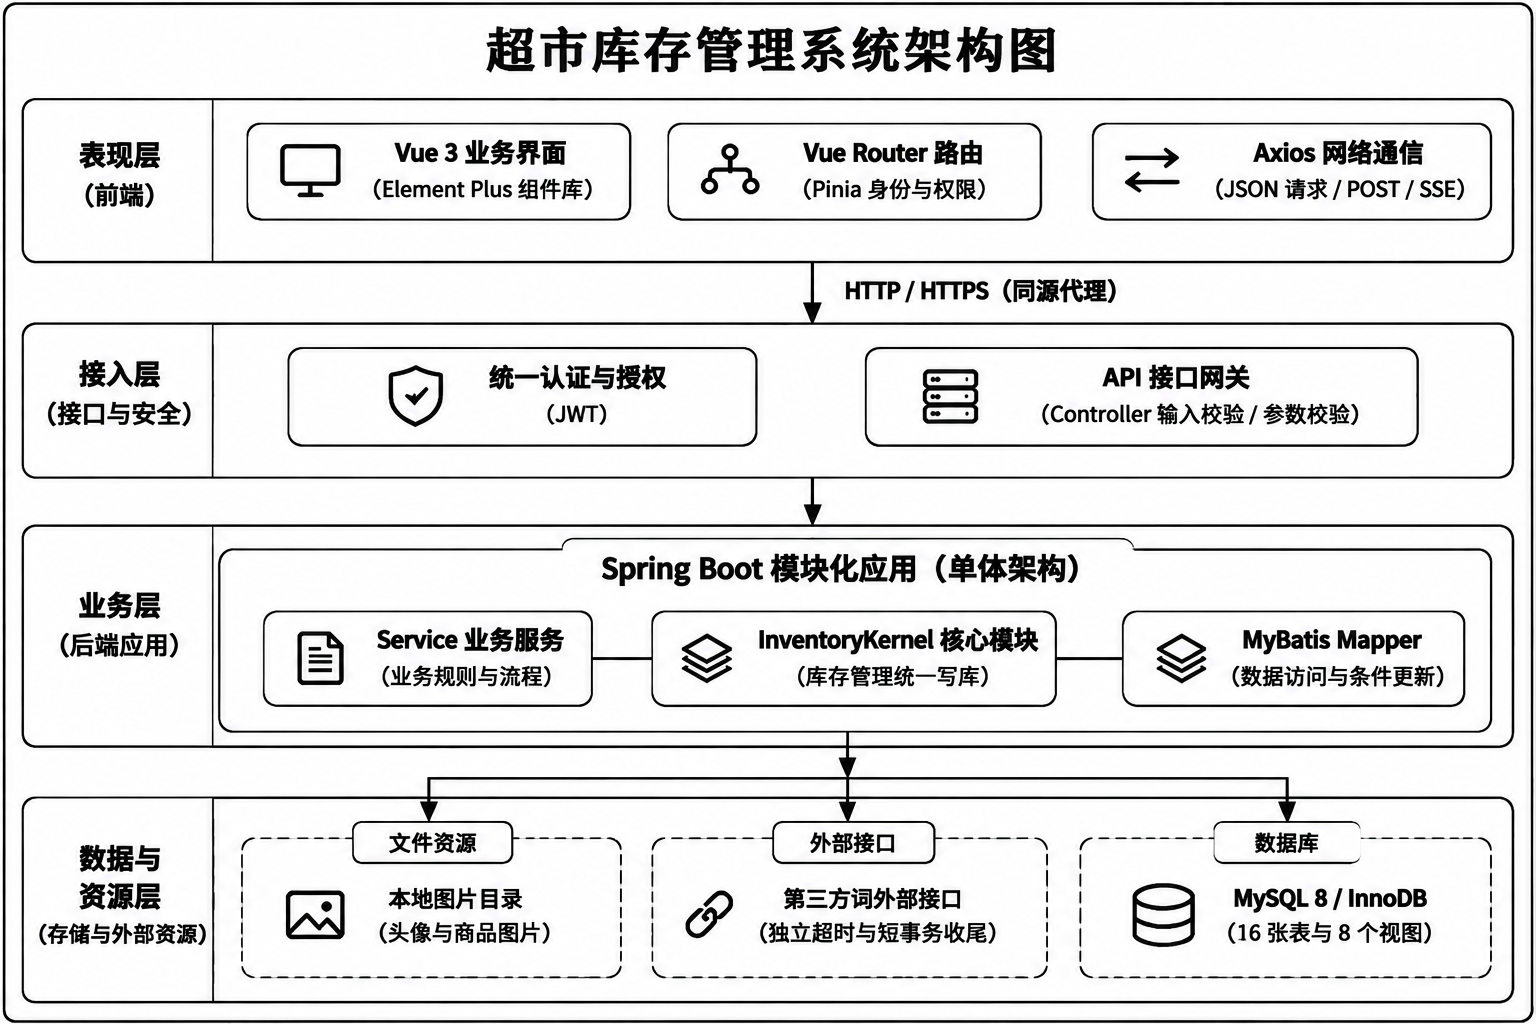 超市库存管理系统架构图
表现层
（前端）
Vue 3 业务界面
（Element Plus 组件库）
Vue Router 路由
（Pinia 身份与权限）
Axios 网络通信
（JSON 请求 / POST / SSE）
HTTP / HTTPS（同源代理）
接入层
（接口与安全）
统一认证与授权
（JWT）
API 接口网关
（Controller 输入校验 / 参数校验）
业务层
（后端应用）
Spring Boot 模块化应用（单体架构）
Service 业务服务
（业务规则与流程）
InventoryKernel 核心模块
（库存管理统一写库）
MyBatis Mapper
（数据访问与条件更新）
数据与
资源层
（存储与外部资源）
文件资源
本地图片目录
（头像与商品图片）
外部接口
第三方词外部接口
（独立超时与短事务收尾）
数据库
MySQL 8 / InnoDB
（16 张表与 8 个视图）